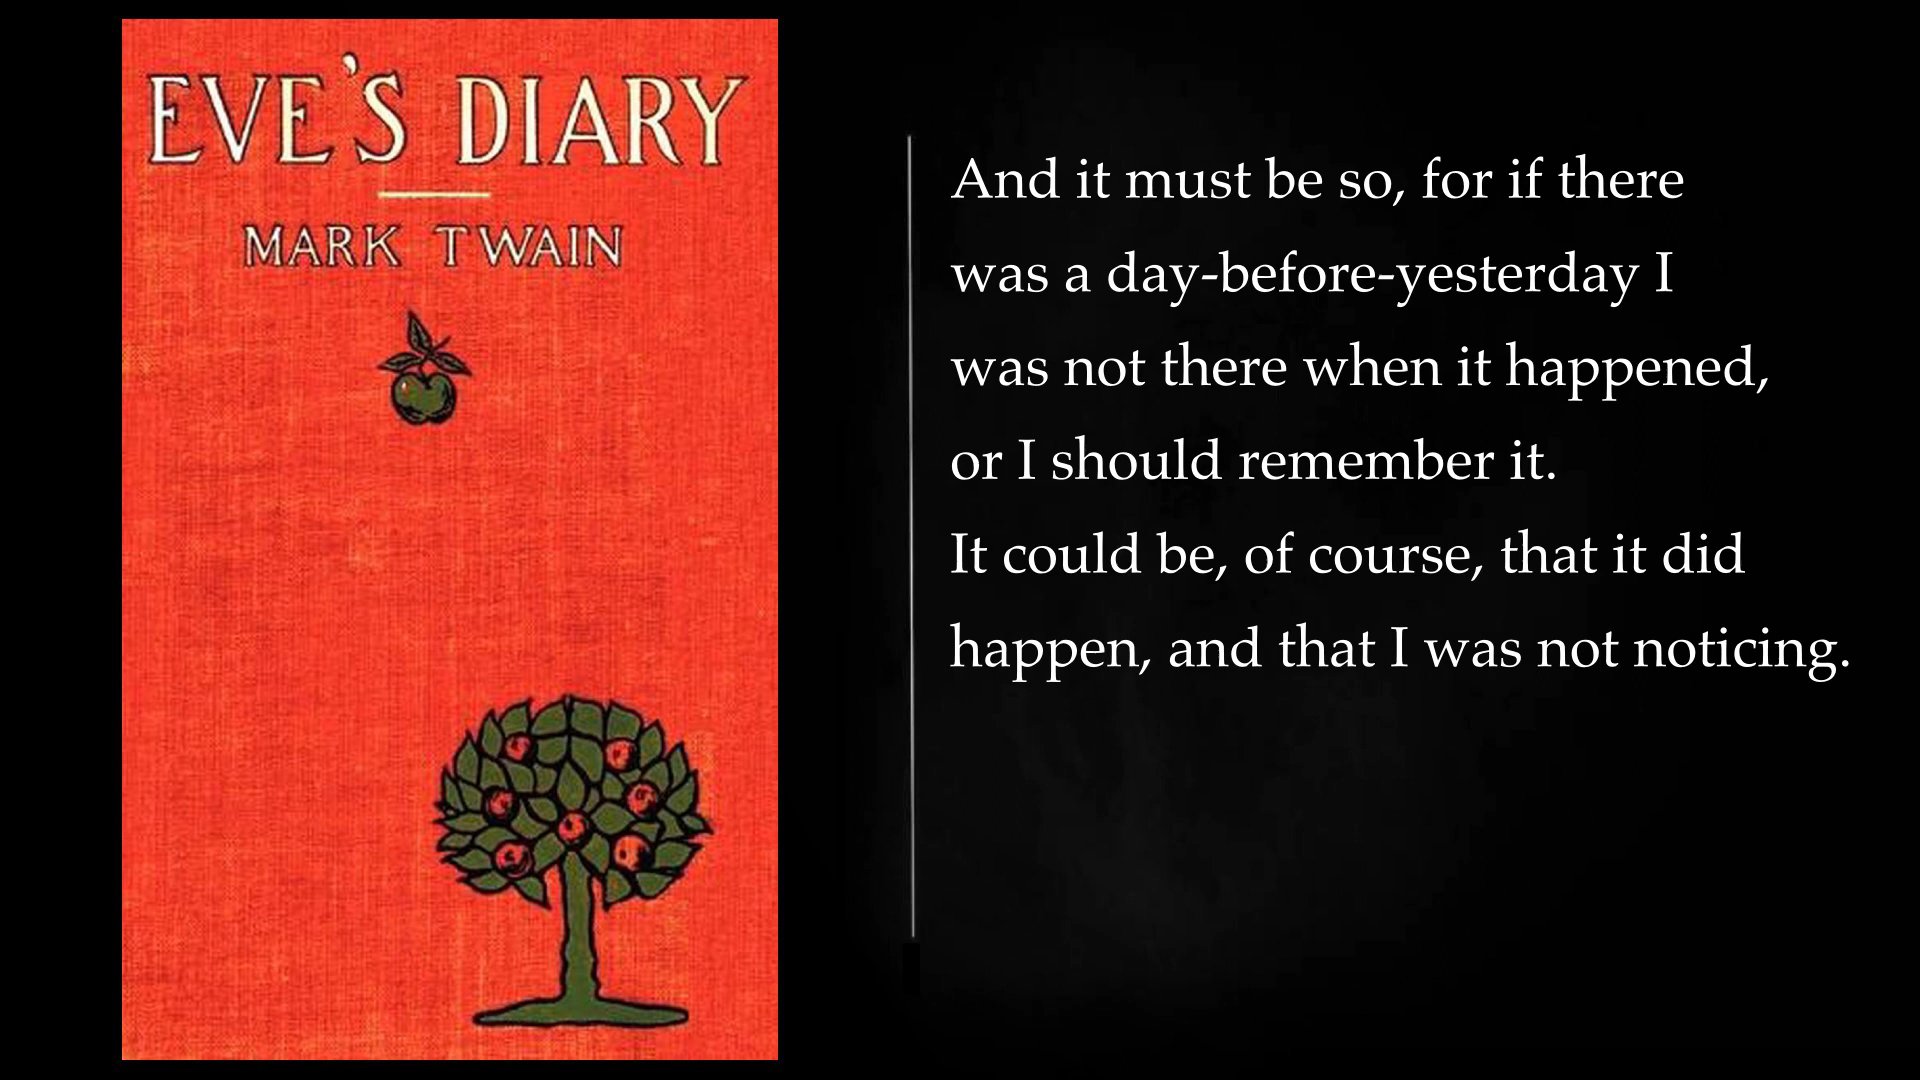 EVE'S DIARY
MARK TWAIN
And it must be so, for if there
was a day-before-yesterday I
was not there when it happened,
or I should remember it.
It could be, of course, that it did
happen, and that I was not noticing.